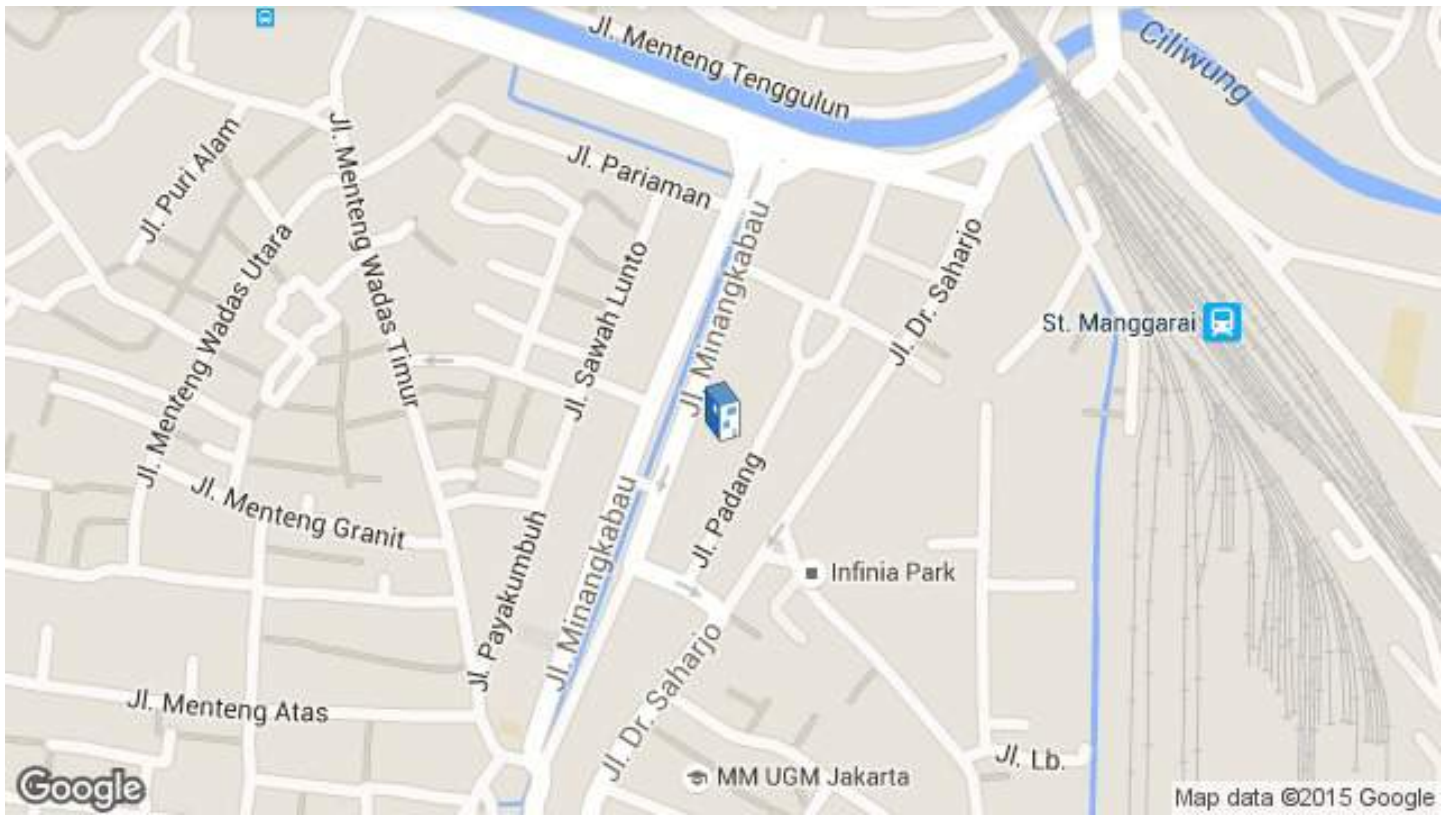 Jl. Menteng Tenggulun
Ciliwung
Jl. Puri Alam
Jl. Menteng Wadas Timur
Jl. Pariaman
Jl. Menteng Wadas Utara
Jl. Sawah Lunto
Jl. Minangkabau
Jl. Dr. Saharjo
St. Manggarai
Jl. Menteng Granit
Jl. Payakumbuh
Jl. Minangkabau
Jl. Padang
Infinia Park
Jl. Menteng Atas
Jl. Dr. Saharjo
Jl. Lb.
MM UGM Jakarta
Google
Map data ©2015 Google